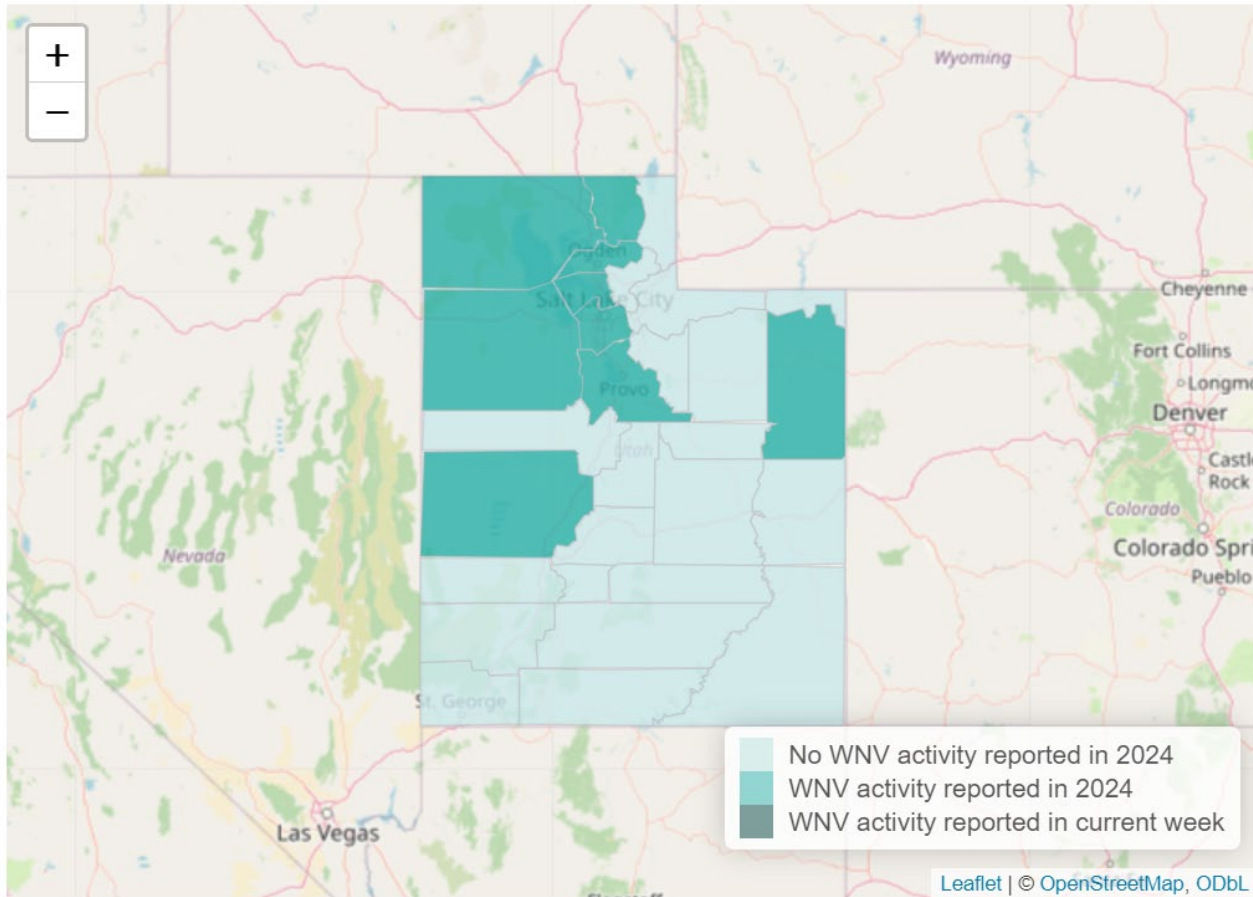 +
−
Wyoming
Ogden
Salt Lake City
Cheyenne
Fort Collins
Longm
Provo
Denver
Castle
Rock
Utah
Colorado
Nevada
Colorado Spri
Pueblo
St. George
Las Vegas
No WNV activity reported in 2024
WNV activity reported in 2024
WNV activity reported in current week
Leaflet | © OpenStreetMap, ODbL